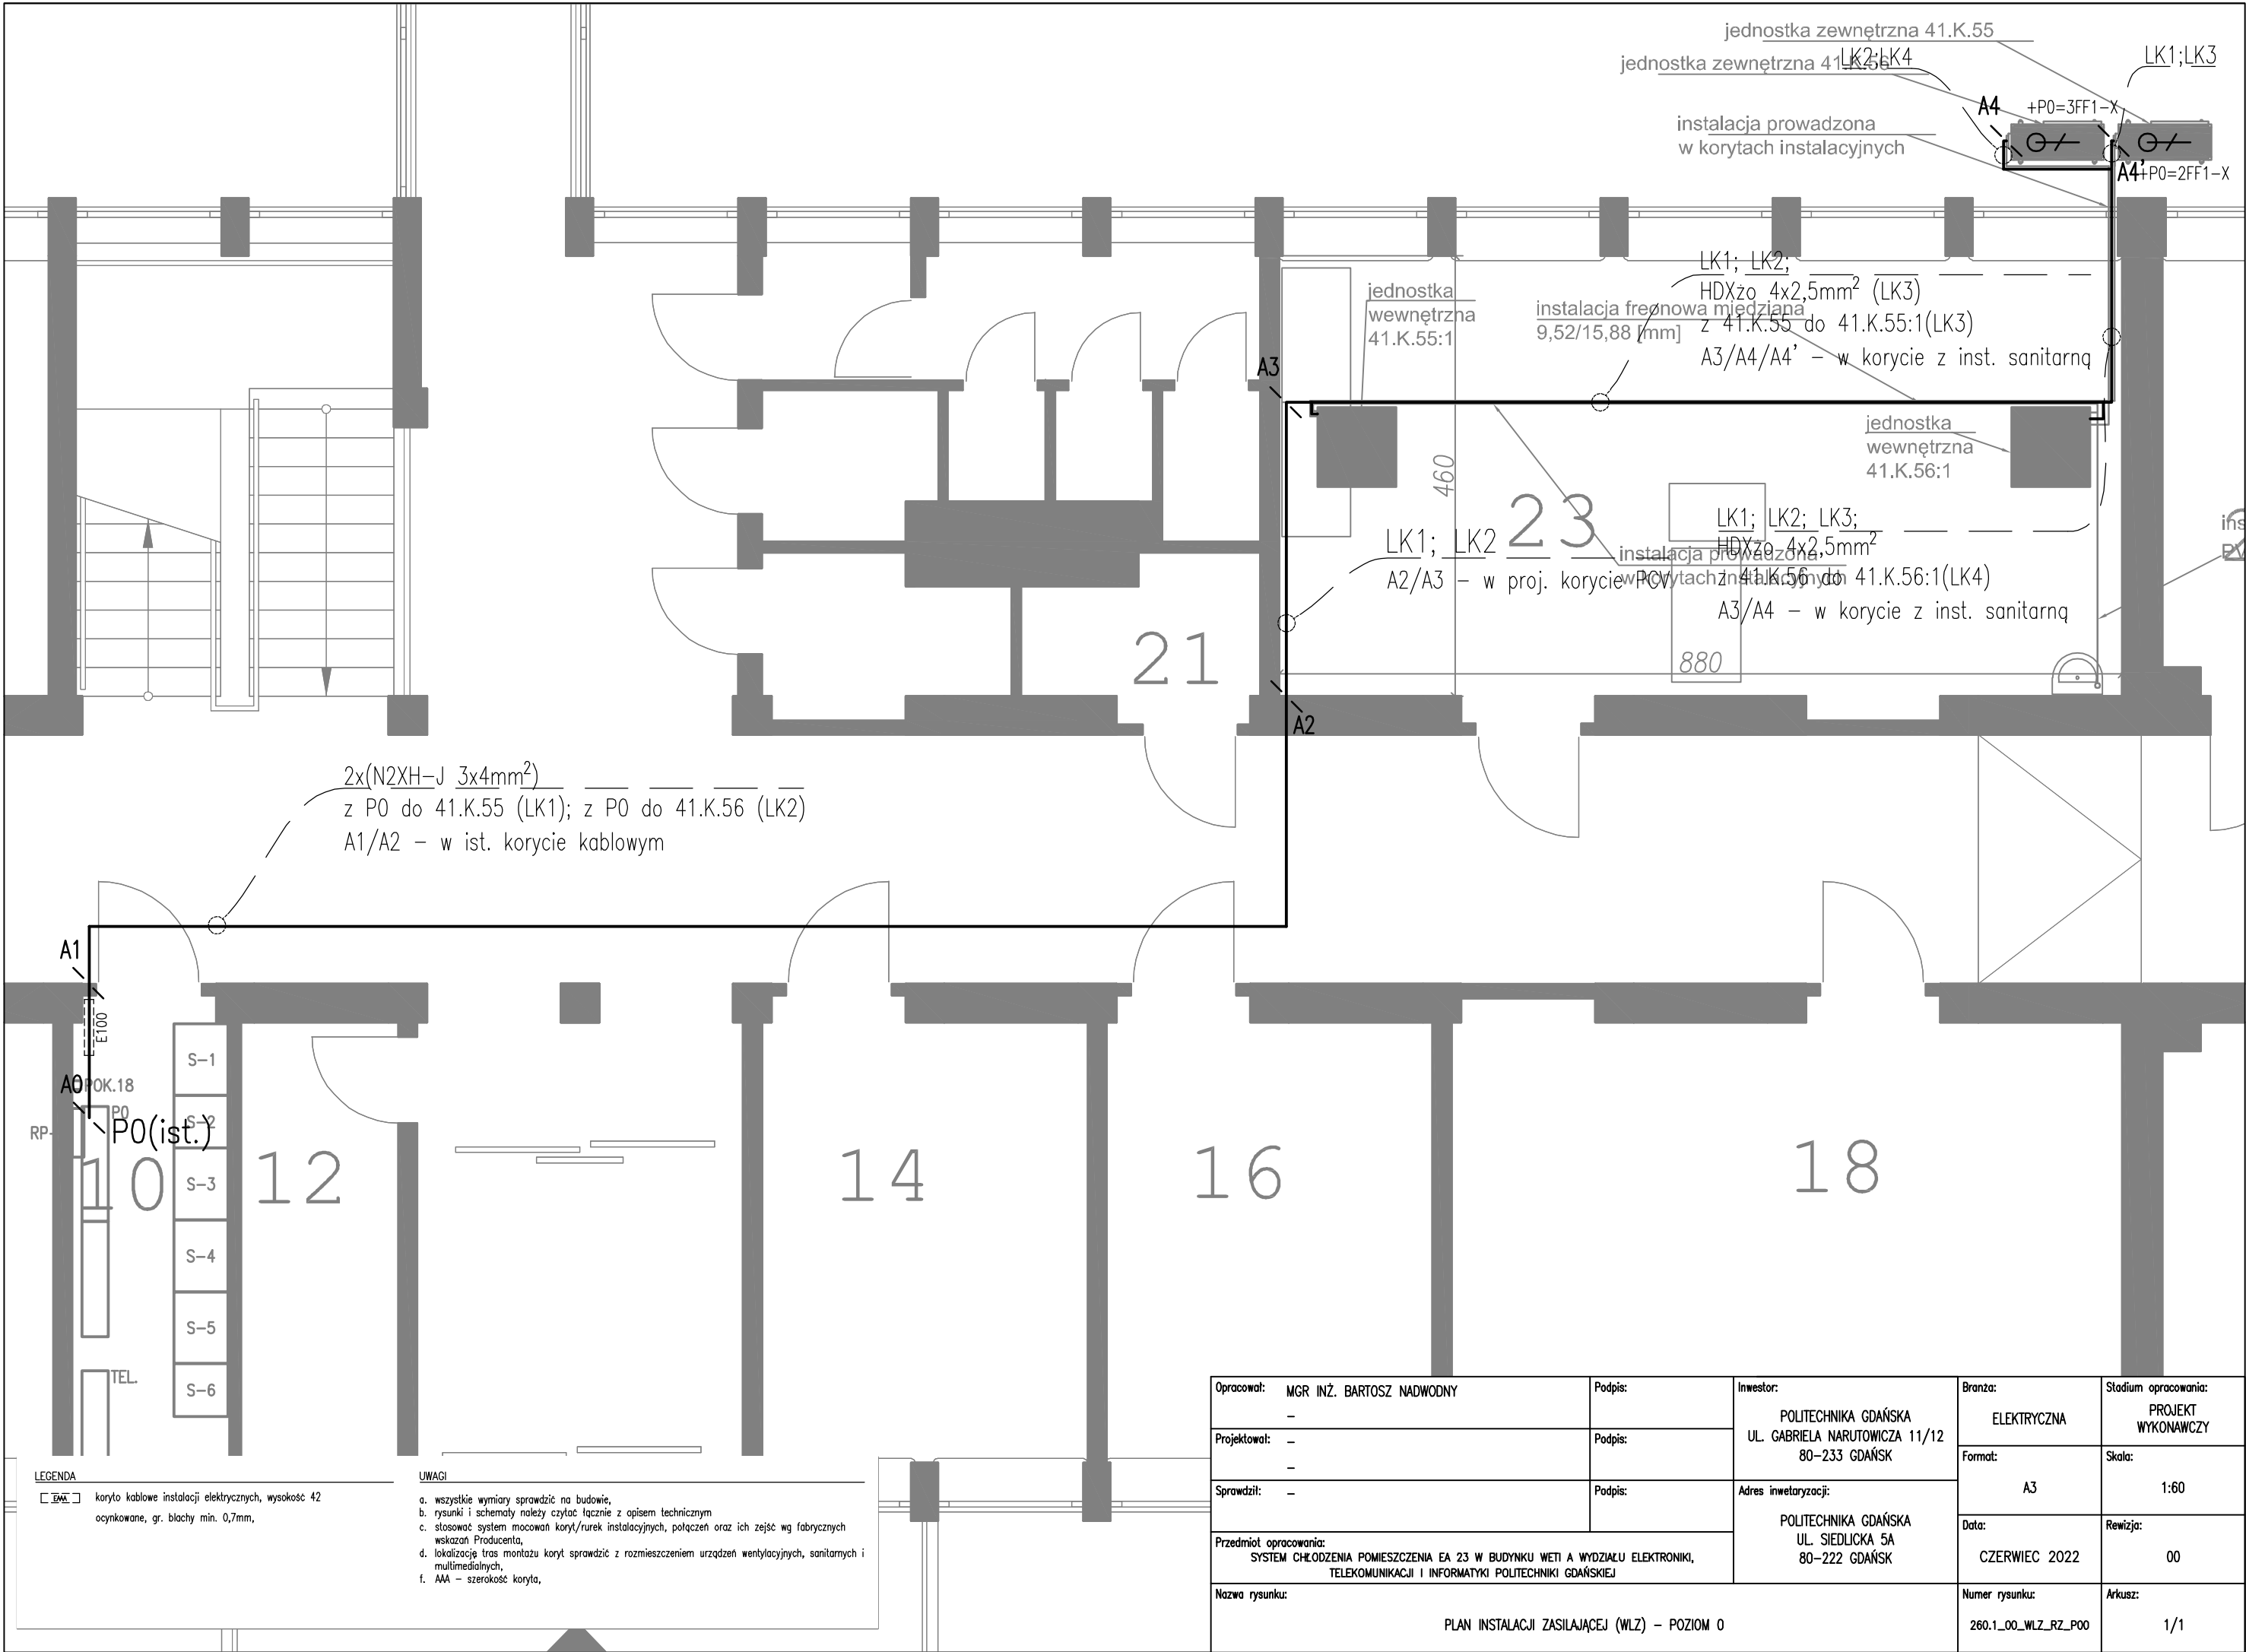 jednostka zewnętrzna 41.K.55
jednostka zewnętrzna 41.K.56
LK2;LK4
LK1;LK3
A4
+P0=3FF1-X
instalacja prowadzona
w korytach instalacyjnych
A4'
+P0=2FF1-X
LK1; LK2;
HDXżo 4x2,5mm²  (LK3)
z 41.K.55 do 41.K.55:1(LK3)
A3/A4/A4' - w korycie z inst. sanitarną
jednostka
wewnętrzna
41.K.55:1
instalacja freonowa miedziana
9,52/15,88 [mm]
A3
jednostka
wewnętrzna
41.K.56:1
460
23
LK1; LK2
A2/A3 - w proj. korycie PCV
instalacja prowadzona
w korytach instalacyjnych
LK1; LK2; LK3;
HDXżo 4x2,5mm²
z 41.K.56 do 41.K.56:1(LK4)
A3/A4 - w korycie z inst. sanitarną
ins
21
880
A2
2x(N2XH-J 3x4mm²)
z P0 do 41.K.55 (LK1); z P0 do 41.K.56 (LK2)
A1/A2 - w ist. korycie kablowym
A1
E100
S-1
A0
POK.18
P0
S-2
RP-
P0(ist.)
10
S-3
12
14
16
18
S-4
S-5
TEL.
S-6
LEGENDA
koryto kablowe instalacji elektrycznych, wysokość 42
ocynkowane, gr. blachy min. 0,7mm,
UWAGI
a. wszystkie wymiary sprawdzić na budowie,
b. rysunki i schematy należy czytać łącznie z opisem technicznym
c. stosować system mocowań koryt/rurek instalacyjnych, połączeń oraz ich zejść wg fabrycznych
wskazań Producenta,
d. lokalizację tras montażu koryt sprawdzić z rozmieszczeniem urządzeń wentylacyjnych, sanitarnych i
multimedialnych,
f. AAA - szerokość koryta,
Opracował: MGR INŻ. BARTOSZ NADWODNY
-
Podpis:
Projektował: -
-
Podpis:
Sprawdził: -
Podpis:
Inwestor:
POLITECHNIKA GDAŃSKA
UL. GABRIELA NARUTOWICZA 11/12
80-233 GDAŃSK
Adres inwetaryzacji:
POLITECHNIKA GDAŃSKA
UL. SIEDLICKA 5A
80-222 GDAŃSK
Branża:
ELEKTRYCZNA
Stadium opracowania:
PROJEKT
WYKONAWCZY
Format:
A3
Skala:
1:60
Data:
CZERWIEC 2022
Rewizja:
00
Przedmiot opracowania:
SYSTEM CHŁODZENIA POMIESZCZENIA EA 23 W BUDYNKU WETI A WYDZIAŁU ELEKTRONIKI,
TELEKOMUNIKACJI I INFORMATYKI POLITECHNIKI GDAŃSKIEJ
Nazwa rysunku:
PLAN INSTALACJI ZASILAJĄCEJ (WLZ) - POZIOM 0
Numer rysunku:
260.1_00_WLZ_RZ_P00
Arkusz:
1/1